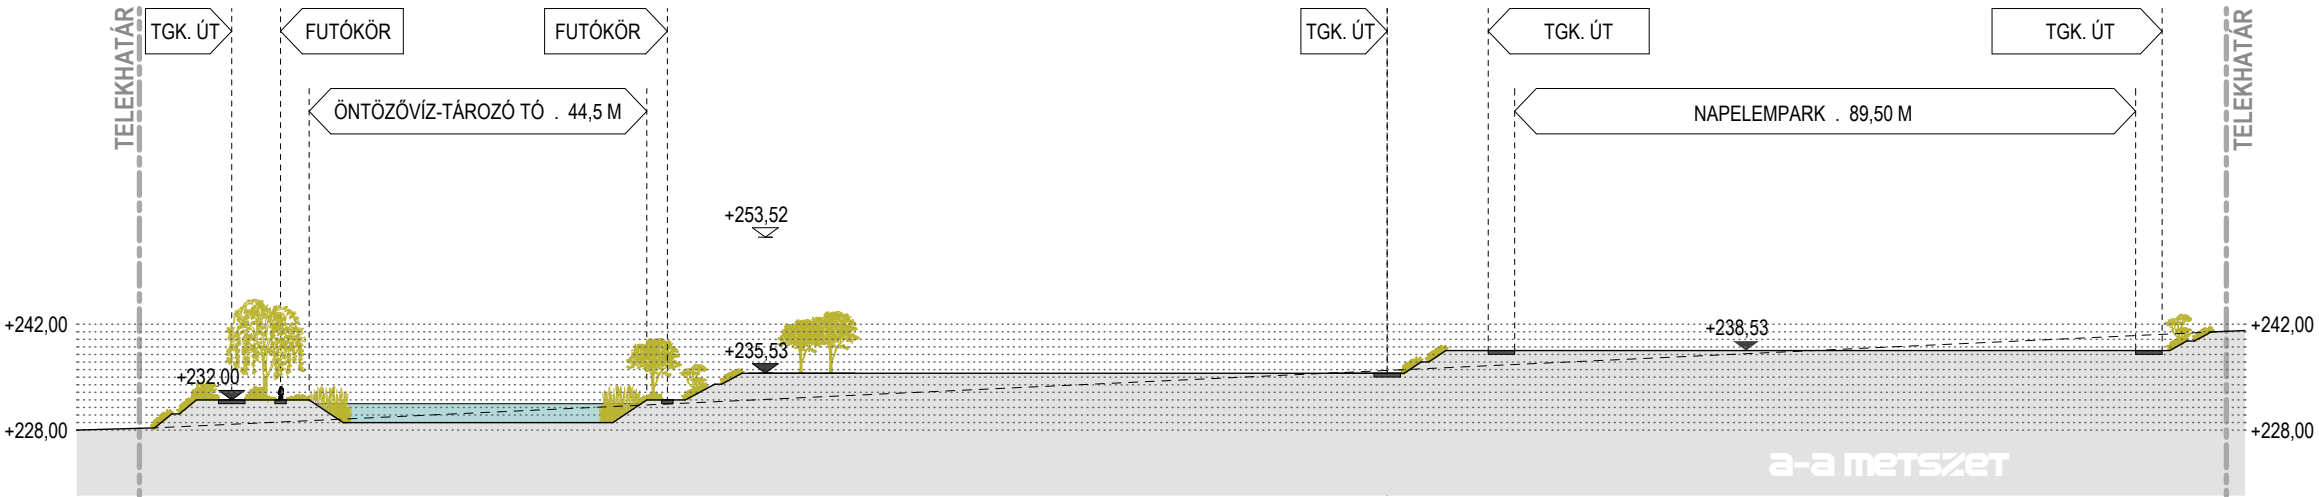 TELEKHATÁR
TGK. ÚT
FUTÓKÖR
FUTÓKÖR
TGK. ÚT
TGK. ÚT
TGK. ÚT
TELEKHATÁR
ÖNTÖZŐVÍZ-TÁROZÓ TÓ . 44,5 M
NAPELEMPARK . 89,50 M
+253,52
+242,00
+238,53
+242,00
+235,53
+232,00
+228,00
+228,00
a-a metszet